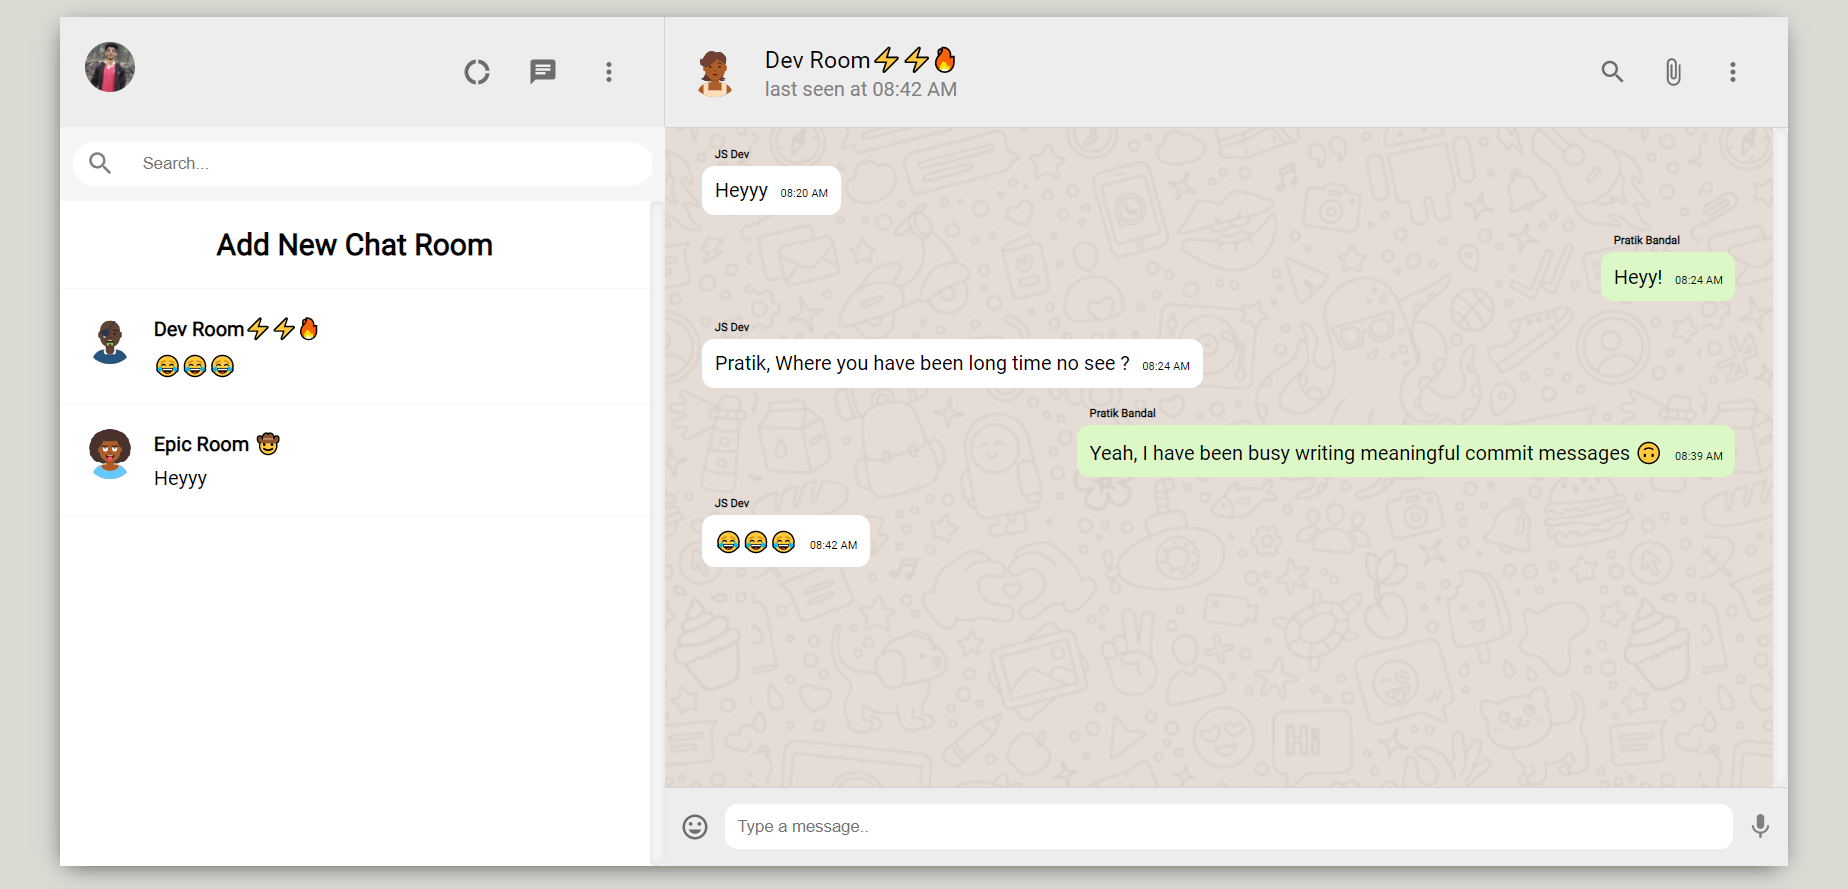 Search...
Add New Chat Room
Dev Room⚡⚡🔥
😂😂😂
Epic Room 🤠
Heyyy
Dev Room⚡⚡🔥
last seen at 08:42 AM
JS Dev
Heyyy 08:20 AM
Pratik Bandal
Heyy! 08:24 AM
JS Dev
Pratik, Where you have been long time no see ? 08:24 AM
Pratik Bandal
Yeah, I have been busy writing meaningful commit messages 🙃 08:39 AM
JS Dev
😂😂😂 08:42 AM
Hi
Type a message..